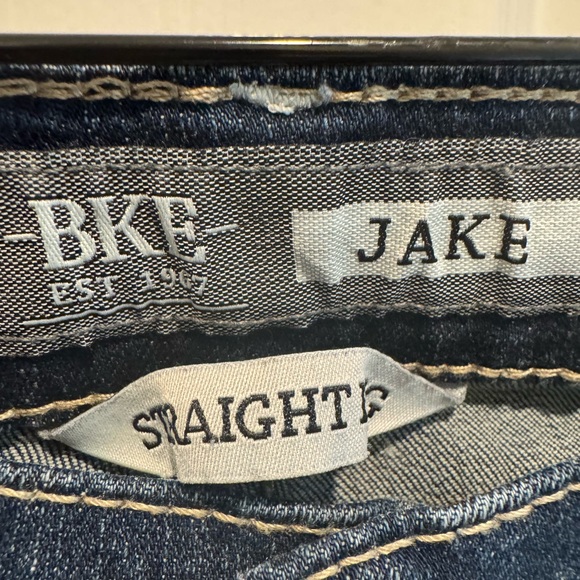 -BKE-
EST 1967
JAKE
STRAIGHT